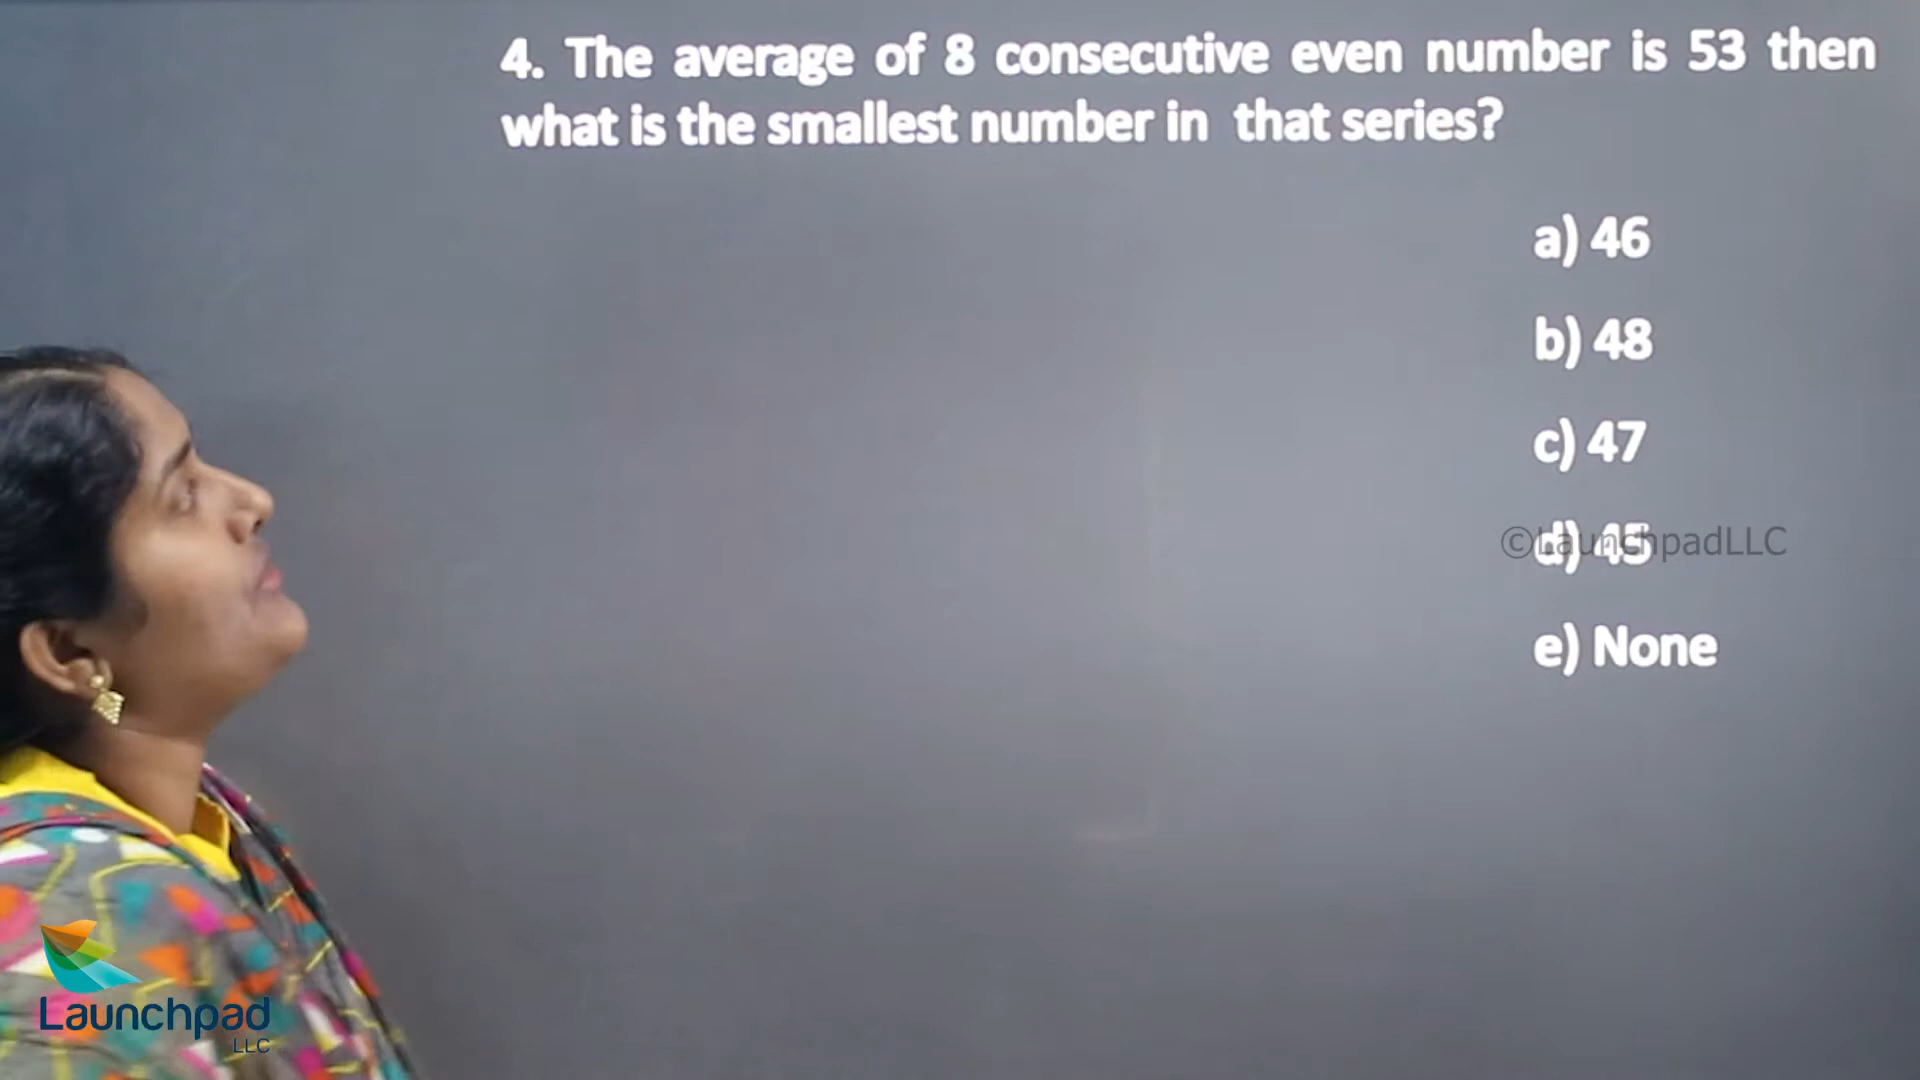 4. The average of 8 consecutive even number is 53 then
what is the smallest number in that series?
a) 46
b) 48
c) 47
d) 45
©LaunchpadLLC
e) None
Launchpad
LLC